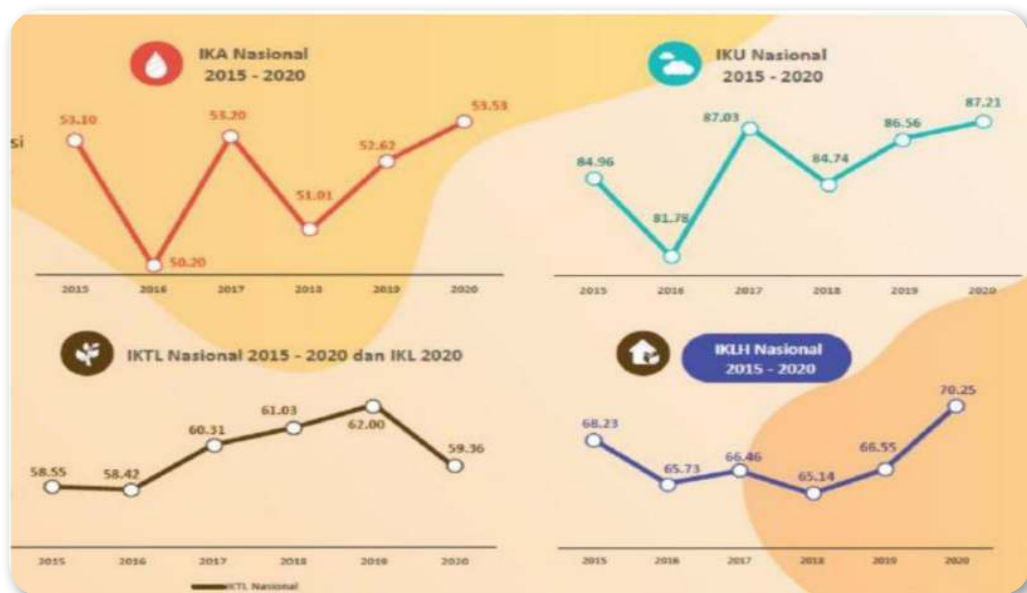 si
IKA Nasional
2015 - 2020
53.10
50.20
53.20
51.01
52.62
53.53
2015 2016 2017 2018 2019 2020
IKU Nasional
2015 - 2020
84.96
81.78
87.03
84.74
86.56
87.21
2015 2016 2017 2018 2019 2020
IKTL Nasional 2015 - 2020 dan IKL 2020
58.55
58.42
60.31
61.03
62.00
59.36
2015 2016 2017 2018 2019 2020
IKTL Nasional
IKLH Nasional
2015 - 2020
68.23
65.73
66.46
65.14
66.55
70.25
2015 2016 2017 2018 2019 2020